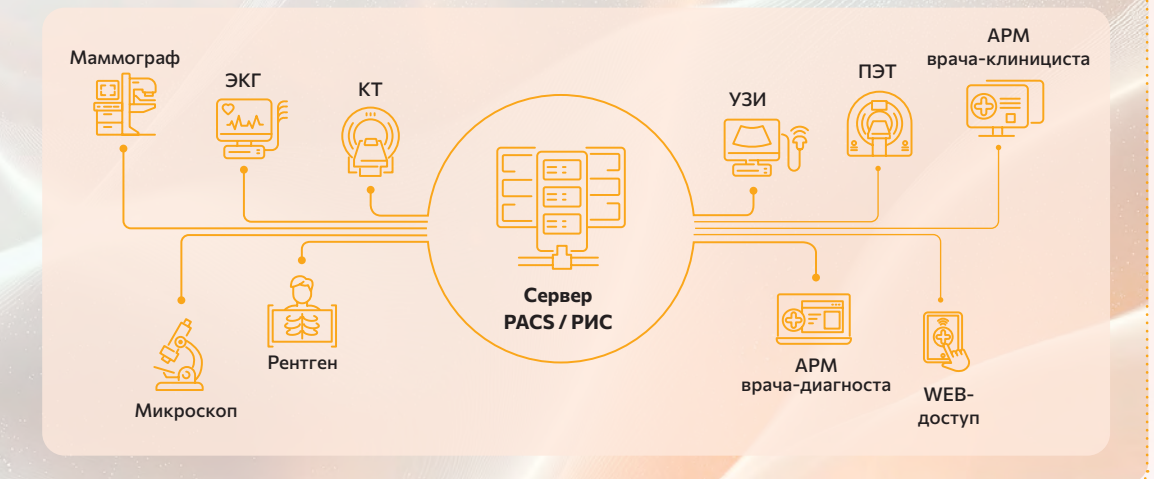 Маммограф
ЭКГ
КТ
УЗИ
ПЭТ
АРМ
врача-клинициста
Сервер
PACS / РИС
Микроскоп
Рентген
АРМ
врача-диагноста
WEB-
доступ